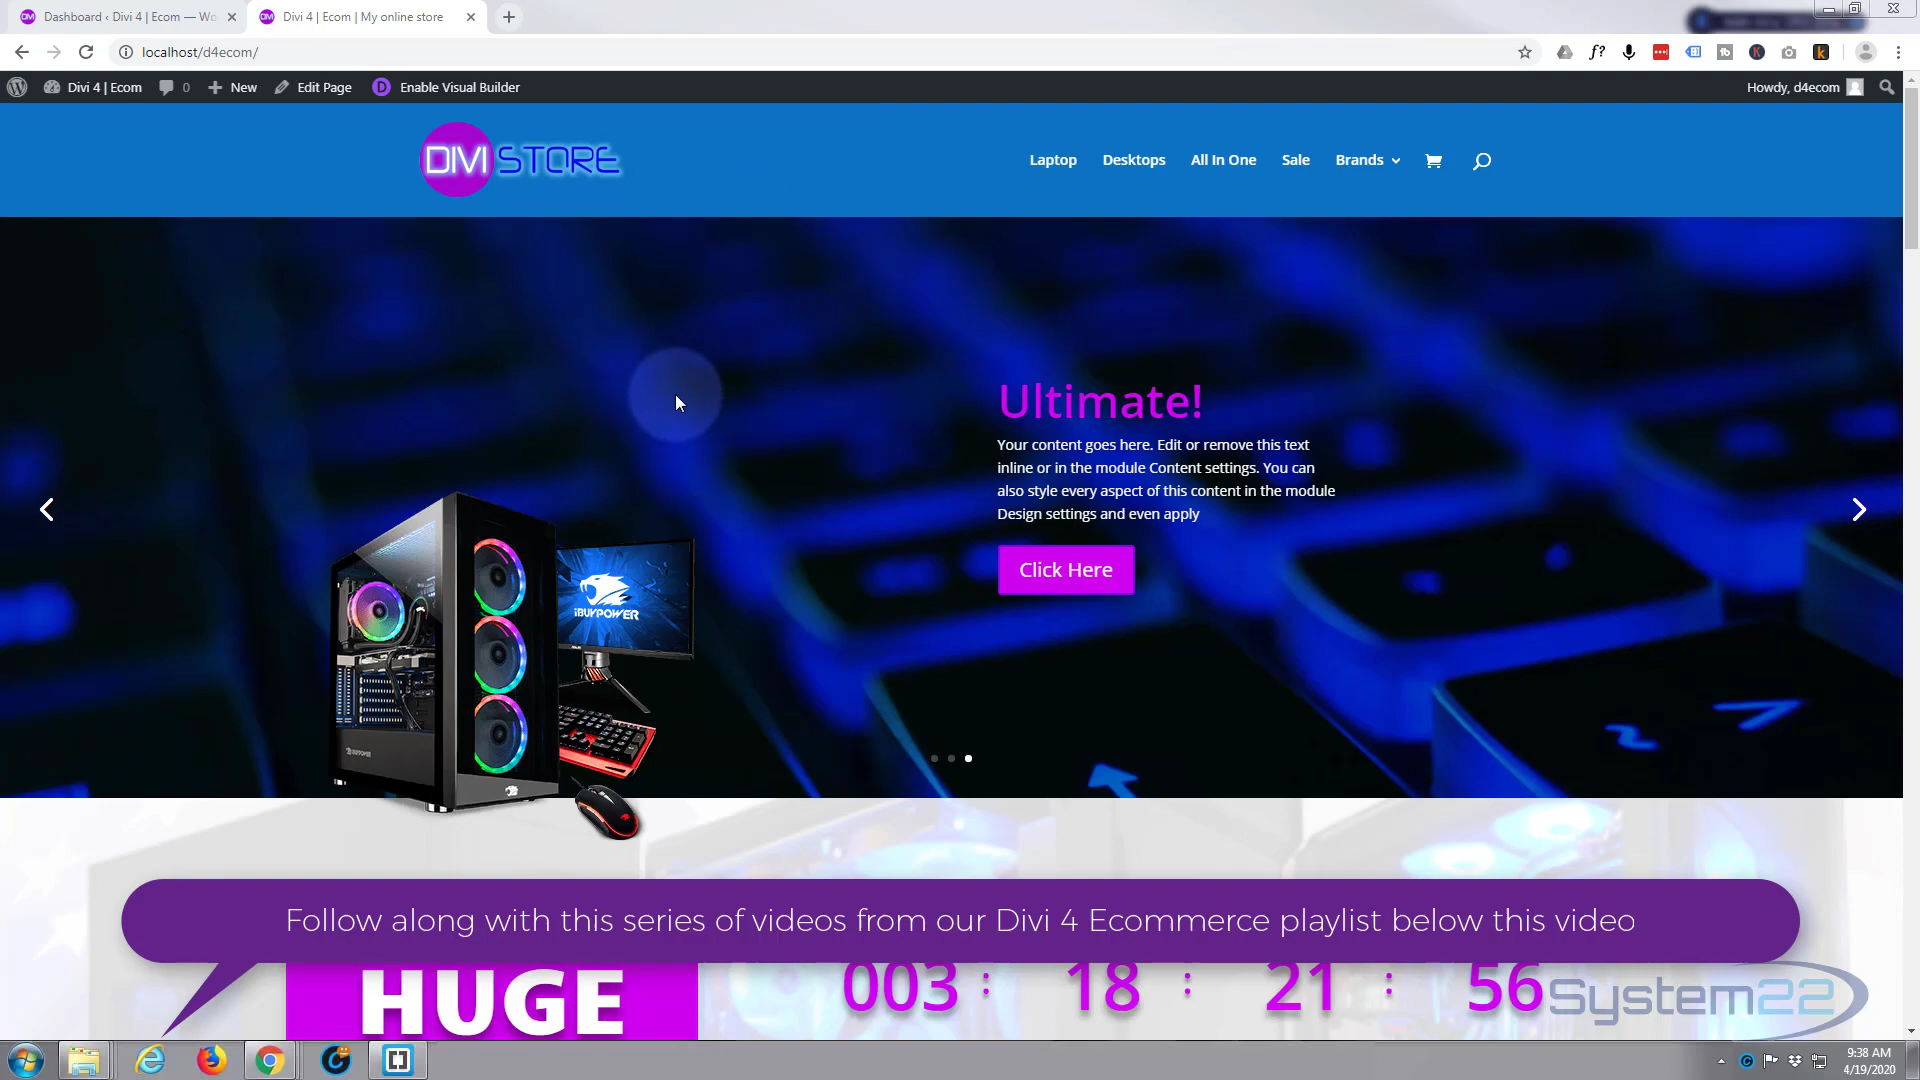 Dashboard ‹ Divi 4 | Ecom — Wo
Divi 4 | Ecom | My online store
localhost/d4ecom/
Divi 4 | Ecom
0
New
Edit Page
Enable Visual Builder
Howdy, d4ecom
DIVI STORE
Laptop
Desktops
All In One
Sale
Brands
Ultimate!
Your content goes here. Edit or remove this text
inline or in the module Content settings. You can
also style every aspect of this content in the module
Design settings and even apply
Click Here
iBUYPOWER
Follow along with this series of videos from our Divi 4 Ecommerce playlist below this video
HUGE
003 : 18 : 21 : 56
System22
9:38 AM
4/19/2020